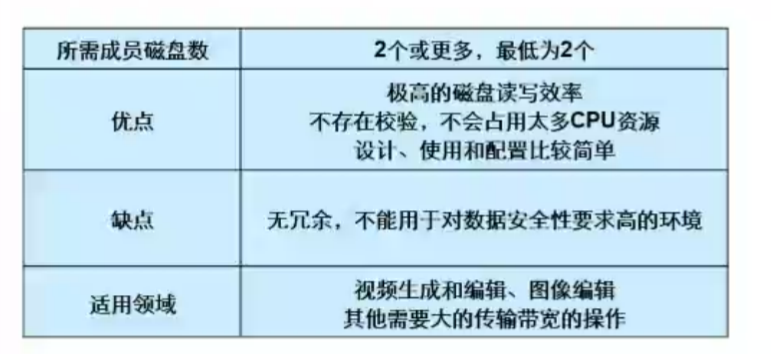 所需成员磁盘数
2个或更多，最低为2个
优点
极高的磁盘读写效率
不存在校验，不会占用太多CPU资源
设计、使用和配置比较简单
缺点
无冗余，不能用于对数据安全性要求高的环境
适用领域
视频生成和编辑、图像编辑
其他需要大的传输带宽的操作